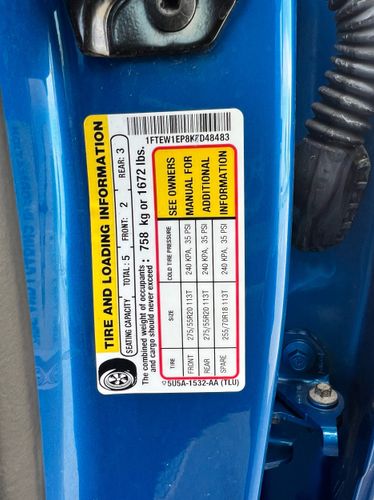 1FTEW1EP8KFD48483
TIRE AND LOADING INFORMATION
SEATING CAPACITY TOTAL: 5 FRONT: 2 REAR: 3
The combined weight of occupants and cargo should never exceed : 758 kg or 1672 lbs.
TIRE SIZE COLD TIRE PRESSURE
FRONT 275/55R20 113T 240 KPA, 35 PSI
REAR 275/55R20 113T 240 KPA, 35 PSI
SPARE 255/70R18 113T 240 KPA, 35 PSI
SEE OWNERS
MANUAL FOR
ADDITIONAL
INFORMATION
5U5A-1532-AA (TLU)